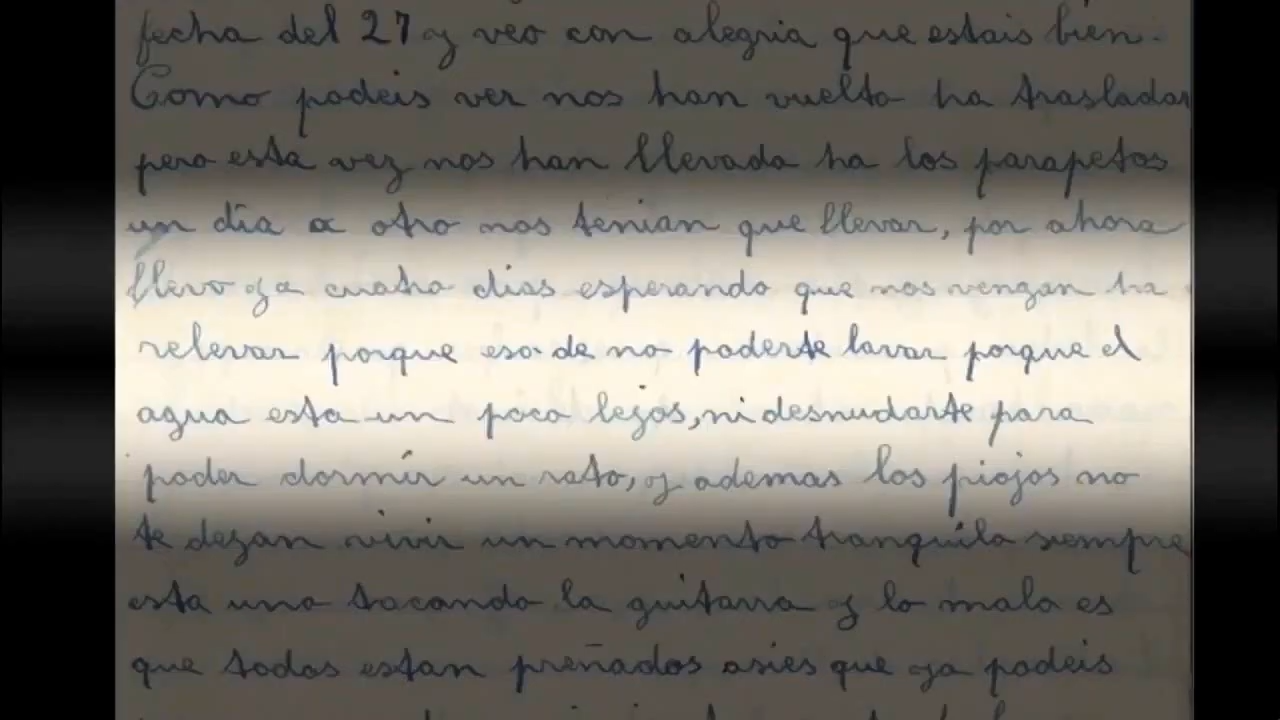 fecha del 27 y veo con alegria que estais bien.
Como podeis ver nos han vuelto ha trasladar
pero esta vez nos han llevado ha los parapetos
un día a otro nos tenian que llevar, por ahora
llevo ya cuatro dias esperando que nos vengan ha
relevar porque eso de no poderte lavar porque el
agua esta un poco lejos, ni desnudarte para
poder dormir un rato, y ademas los piojos no
te dejan vivir un momento tranquilo siempre
esta uno tocando la guitarra y lo malo es
que todos estan preñados asies que ya podeis